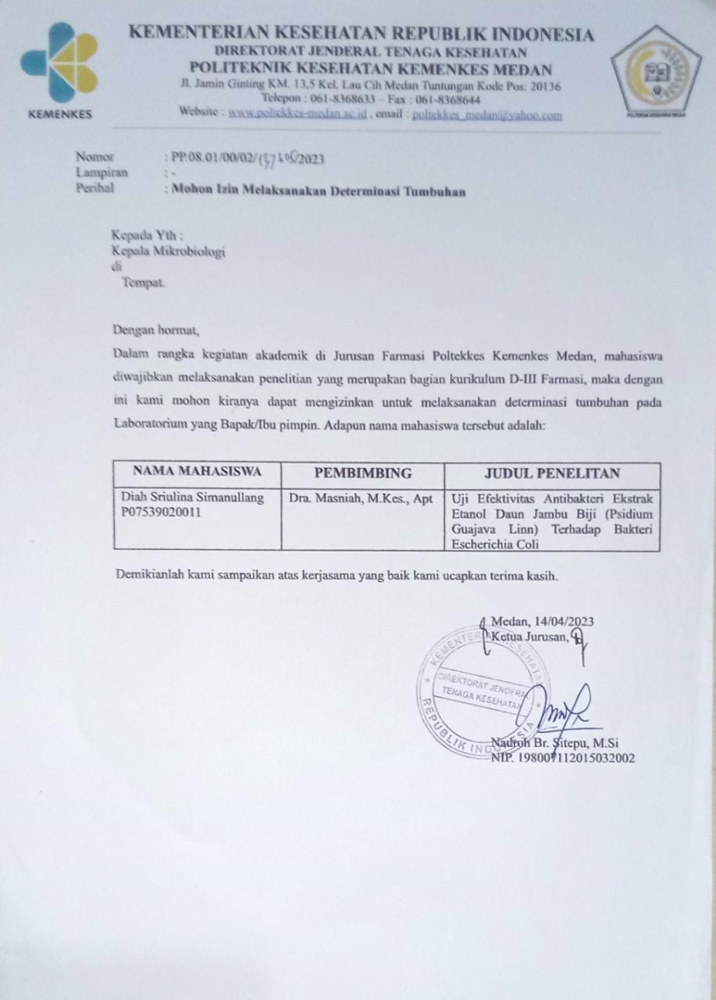 KEMENTERIAN KESEHATAN REPUBLIK INDONESIA
DIREKTORAT JENDERAL TENAGA KESEHATAN
POLITEKNIK KESEHATAN KEMENKES MEDAN
Jl. Jamin Ginting KM. 13,5 Kel. Lau Cih Medan Tuntungan Kode Pos: 20136
Telepon : 061-8368633 – Fax : 061-8368644
Website : www.poltekkes-medan.ac.id , email : poltekkes_medan@yahoo.com
KEMENKES
POLITEKNIK KESEHATAN MEDAN
Nomor : PP.08.01/00/02/ /2023
Lampiran : -
Perihal : Mohon Izin Melaksanakan Determinasi Tumbuhan
Kepada Yth :
Kepala Mikrobiologi
di
Tempat.
Dengan hormat,
Dalam rangka kegiatan akademik di Jurusan Farmasi Poltekkes Kemenkes Medan, mahasiswa
diwajibkan melaksanakan penelitian yang merupakan bagian kurikulum D-III Farmasi, maka dengan
ini kami mohon kiranya dapat mengizinkan untuk melaksanakan determinasi tumbuhan pada
Laboratorium yang Bapak/Ibu pimpin. Adapun nama mahasiswa tersebut adalah:
NAMA MAHASISWA PEMBIMBING JUDUL PENELITAN
Diah Sriulina Simanullang Dra. Masniah, M.Kes., Apt Uji Efektivitas Antibakteri Ekstrak
P07539020011 Etanol Daun Jambu Biji (Psidium
Guajava Linn) Terhadap Bakteri
Escherichia Coli
Demikianlah kami sampaikan atas kerjasama yang baik kami ucapkan terima kasih.
Medan, 14/04/2023
Ketua Jurusan,
KEMENTERIAN KESEHATAN
DIREKTORAT JENDERAL
TENAGA KESEHATAN
REPUBLIK INDONESIA
Nadroh Br. Sitepu, M.Si
NIP. 198007112015032002